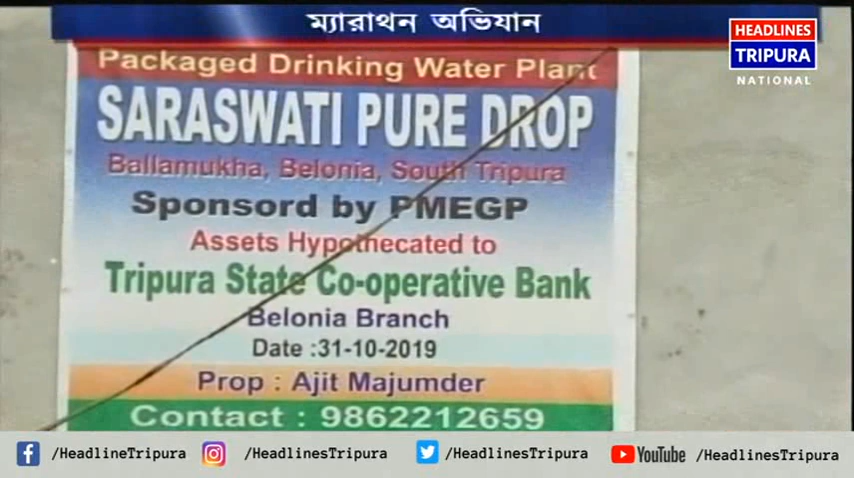 ম্যারাথন অভিযান
HEADLINES
TRIPURA
NATIONAL
Packaged Drinking Water Plant
SARASWATI PURE DROP
Ballamukha, Belonia, South Tripura
Sponsord by PMEGP
Assets Hypothecated to
Tripura State Co-operative Bank
Belonia Branch
Date :31-10-2019
Prop : Ajit Majumder
Contact : 9862212659
/HeadlineTripura
/HeadlinesTripura
/HeadlinesTripura
YouTube /HeadlinesTripura